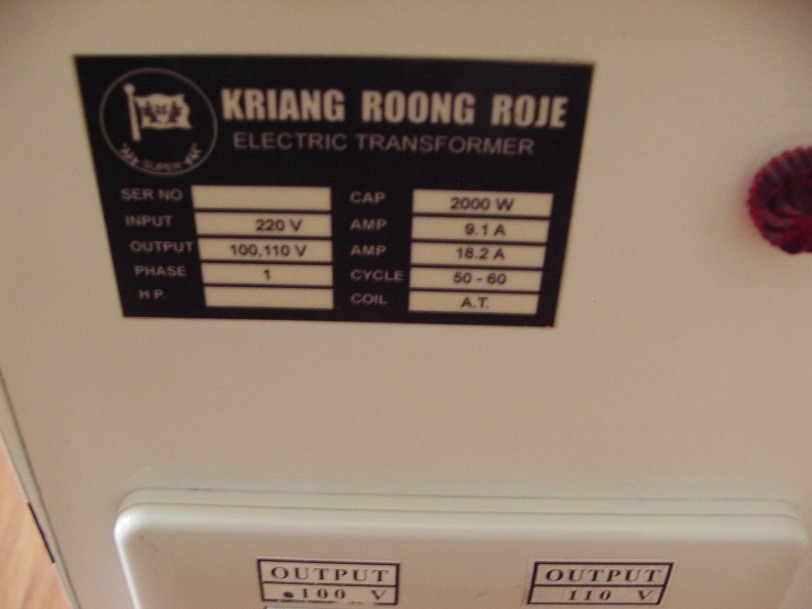 KRIANG ROONG ROJE
ELECTRIC TRANSFORMER
SUPER
SER NO
CAP 2000 W
INPUT 220 V
AMP 9.1 A
OUTPUT 100,110 V
AMP 18.2 A
PHASE 1
CYCLE 50 - 60
H P.
COIL A.T.
OUTPUT
100 V
OUTPUT
110 V